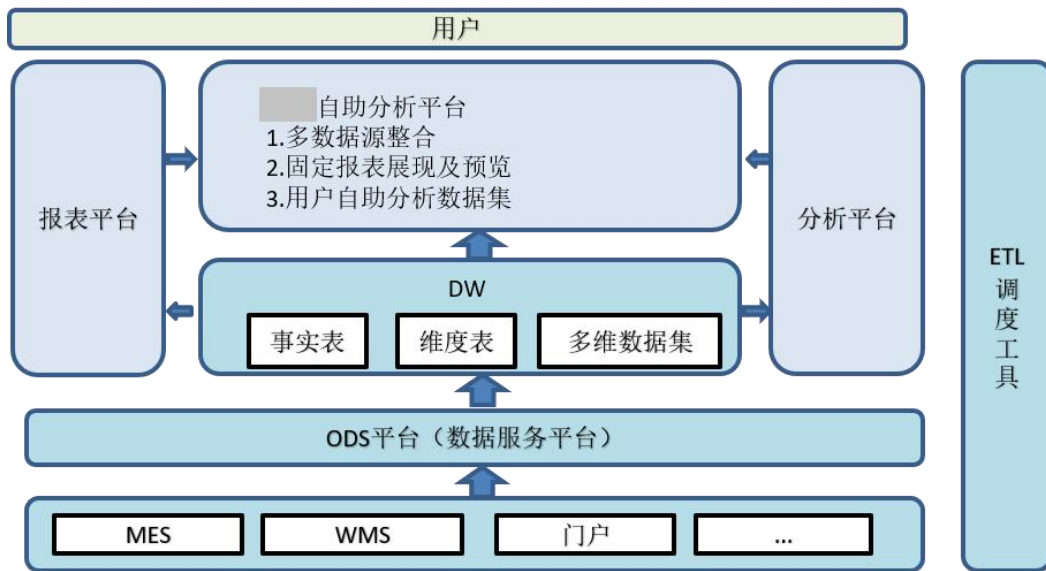 用户
自助分析平台
1.多数据源整合
2.固定报表展现及预览
3.用户自助分析数据集
报表平台
分析平台
DW
事实表
维度表
多维数据集
ODS平台（数据服务平台）
MES
WMS
门户
...
ETL
调
度
工
具